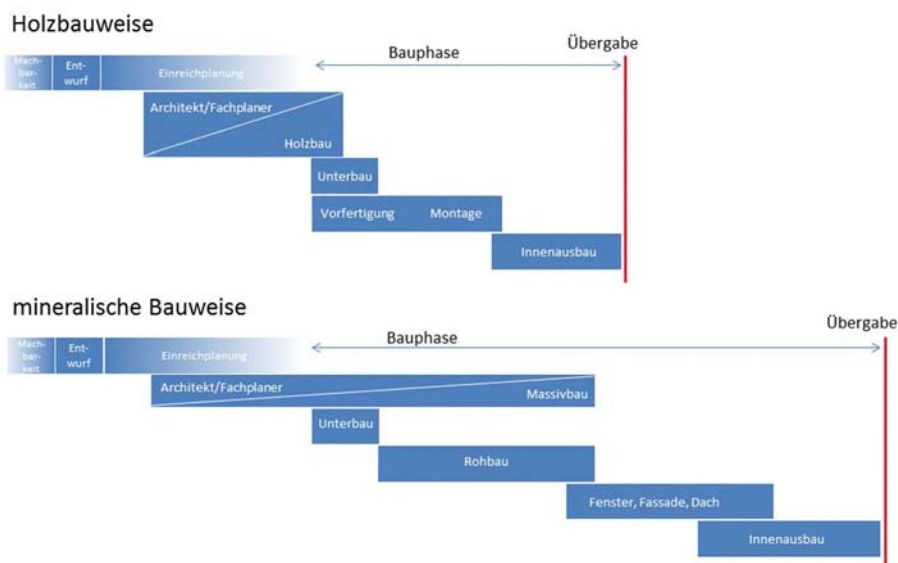 Holzbauweise
Übergabe
Bauphase
Mach-
bar-
keit
Ent-
wurf
Einreichplanung
Architekt/Fachplaner
Holzbau
Unterbau
Vorfertigung Montage
Innenausbau
mineralische Bauweise
Übergabe
Bauphase
Mach-
bar-
keit
Ent-
wurf
Einreichplanung
Architekt/Fachplaner
Massivbau
Unterbau
Rohbau
Fenster, Fassade, Dach
Innenausbau